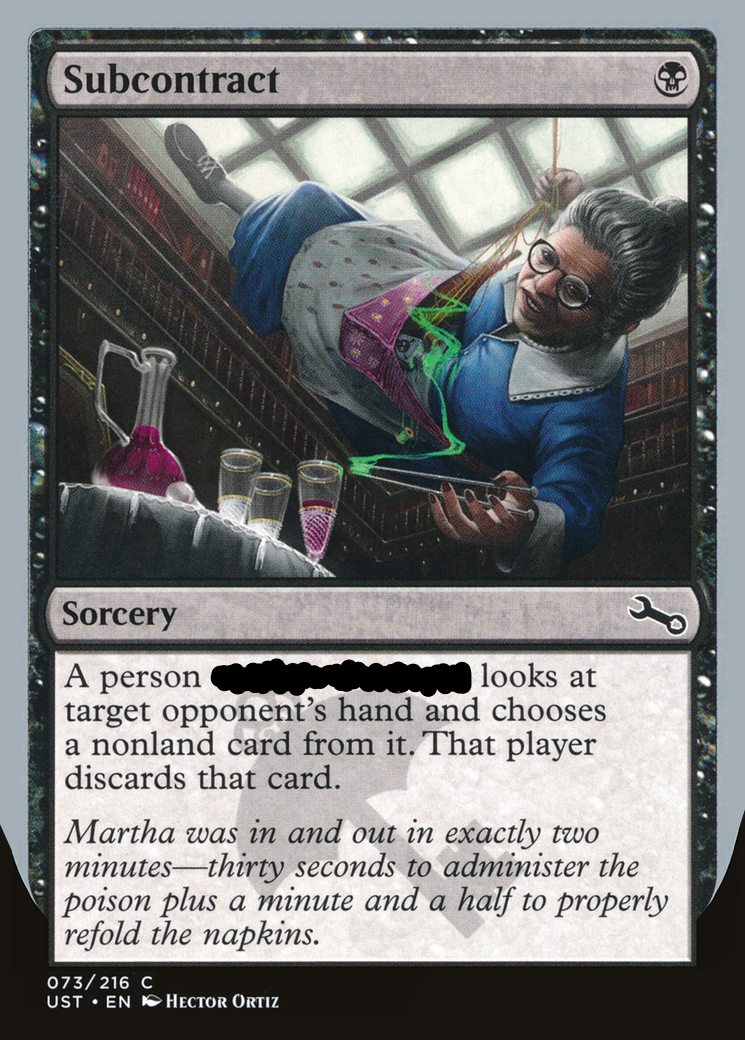 Subcontract
Sorcery
A person looks at
target opponent's hand and chooses
a nonland card from it. That player
discards that card.
Martha was in and out in exactly two
minutes—thirty seconds to administer the
poison plus a minute and a half to properly
refold the napkins.
073/216 C
UST • EN Hector Ortiz